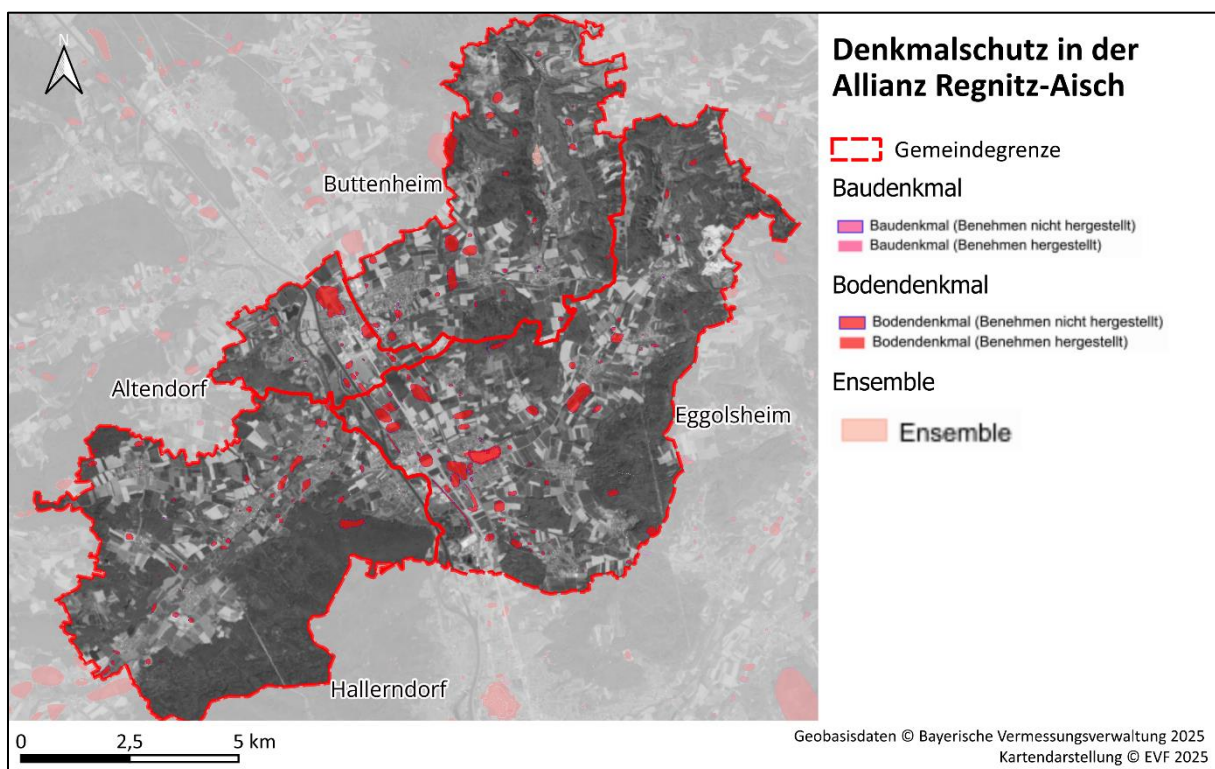 N
Denkmalschutz in der
Allianz Regnitz-Aisch
Gemeindegrenze
Baudenkmal
Baudenkmal (Benehmen nicht hergestellt)
Baudenkmal (Benehmen hergestellt)
Bodendenkmal
Bodendenkmal (Benehmen nicht hergestellt)
Bodendenkmal (Benehmen hergestellt)
Ensemble
Ensemble
Buttenheim
Altendorf
Eggolsheim
Hallerndorf
0 2,5 5 km
Geobasisdaten © Bayerische Vermessungsverwaltung 2025
Kartendarstellung © EVF 2025